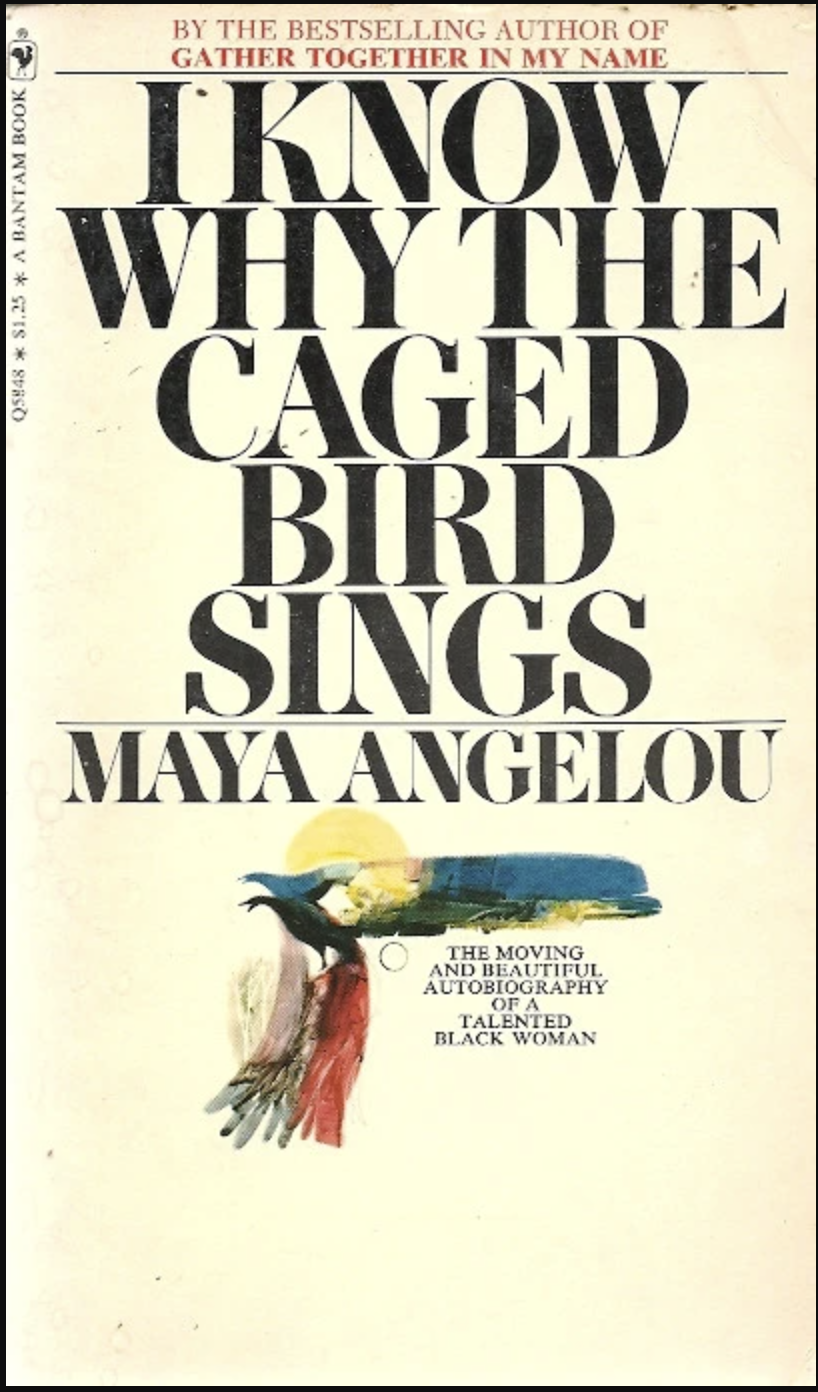 BY THE BESTSELLING AUTHOR OF
GATHER TOGETHER IN MY NAME
I KNOW
WHY THE
CAGED
BIRD
SINGS
MAYA ANGELOU
THE MOVING
AND BEAUTIFUL
AUTOBIOGRAPHY
OF A
TALENTED
BLACK WOMAN
Q5848 * $1.25 * A BANTAM BOOK
®